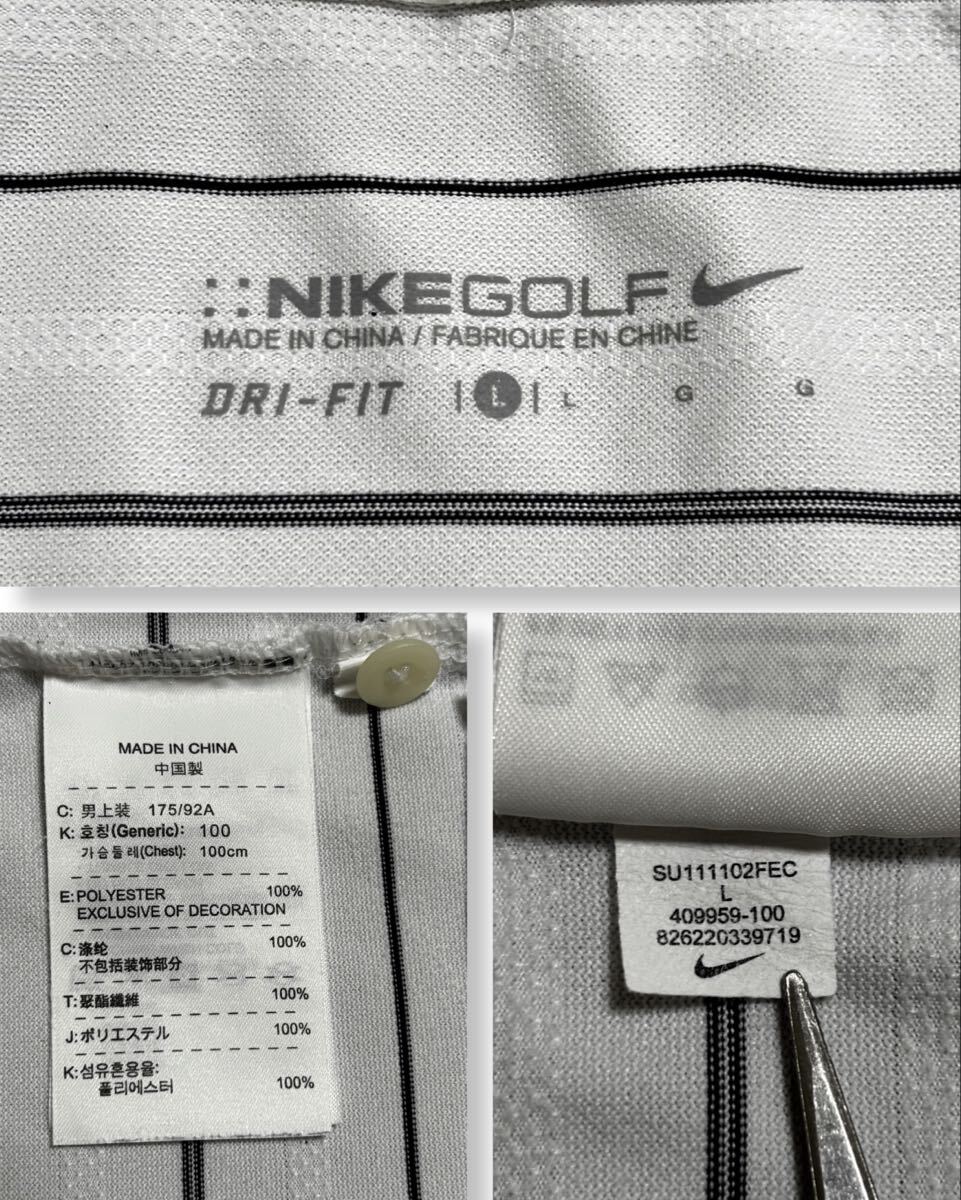 NIKEGOLF
MADE IN CHINA / FABRIQUE EN CHINE
DRI-FIT | L | L G G
MADE IN CHINA
中国製
C: 男上装 175/92A
K: 호칭(Generic): 100
가슴둘레(Chest): 100cm
E: POLYESTER 100%
EXCLUSIVE OF DECORATION
C: 涤纶 100%
不包括装饰部分
T: 聚酯纖維 100%
J: ポリエステル 100%
K: 섬유혼용율:
폴리에스터 100%
SU111102FEC
L
409959-100
826220339719